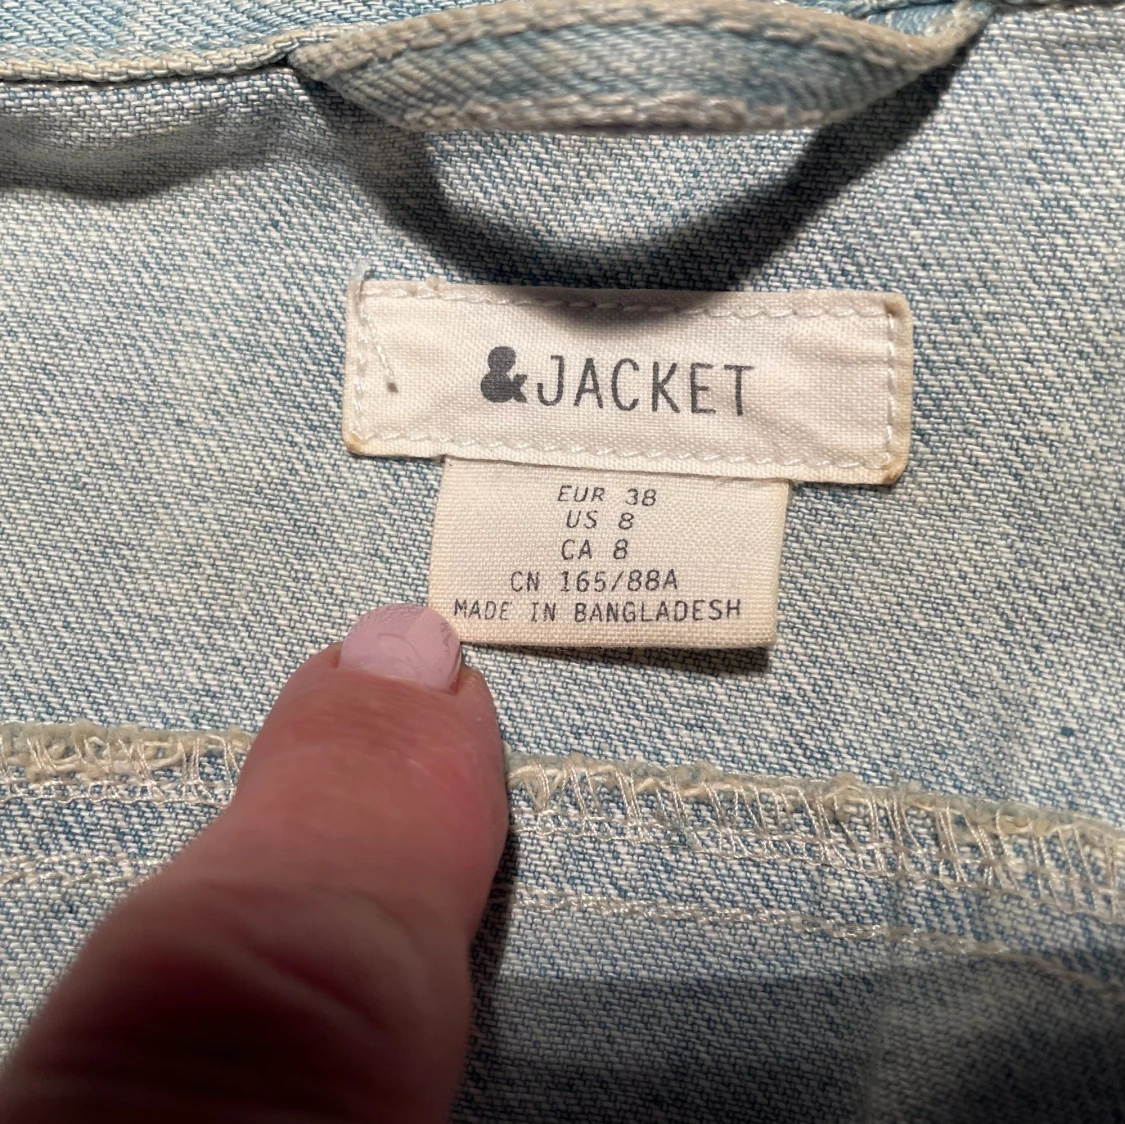 &JACKET
EUR 38
US 8
CA 8
CN 165/88A
MADE IN BANGLADESH